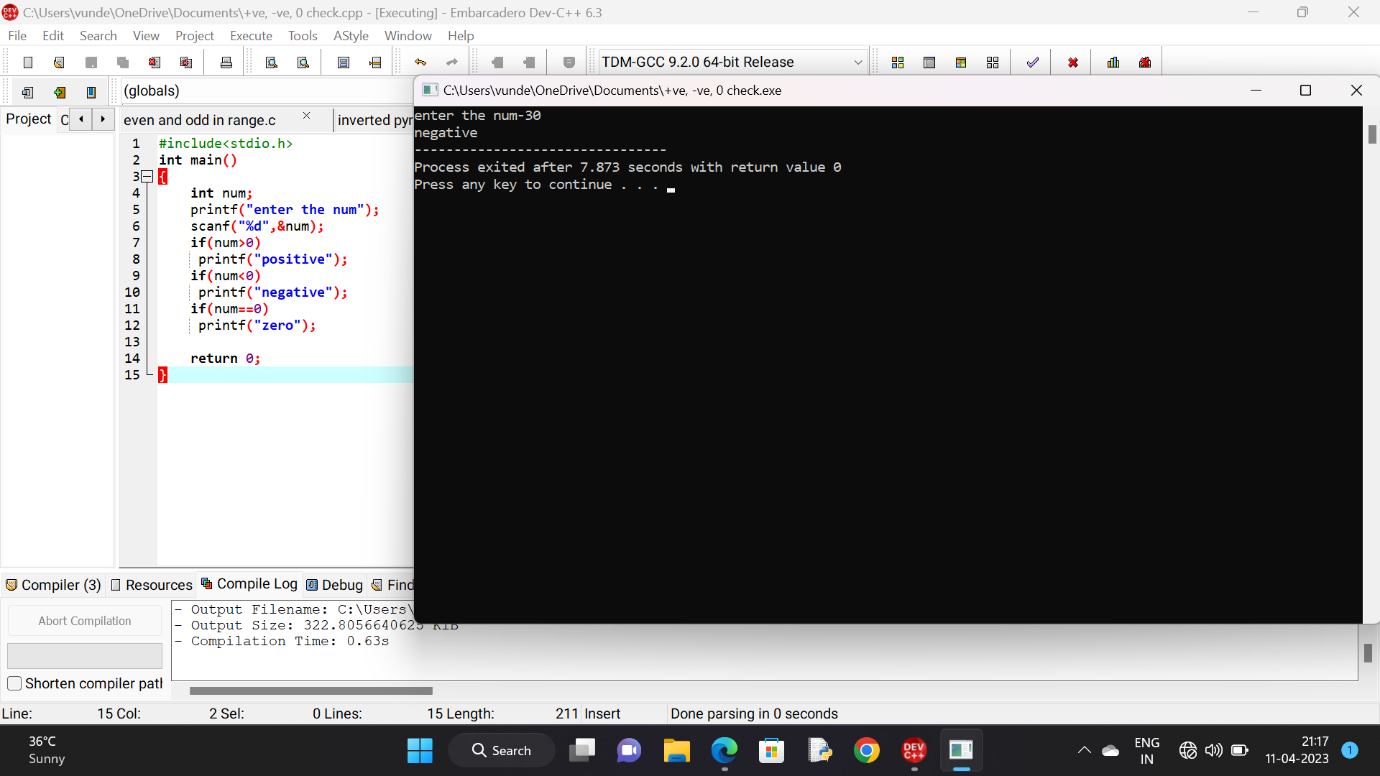 C:\Users\vunde\OneDrive\Documents\+ve, -ve, 0 check.cpp - [Executing] - Embarcadero Dev-C++ 6.3
File Edit Search View Project Execute Tools AStyle Window Help
TDM-GCC 9.2.0 64-bit Release
(globals)
C:\Users\vunde\OneDrive\Documents\+ve, -ve, 0 check.exe
Project C
even and odd in range.c
inverted pyr
1 #include<stdio.h>
2 int main()
3 {
4 int num;
5 printf("enter the num");
6 scanf("%d",&num);
7 if(num>0)
8 printf("positive");
9 if(num<0)
10 printf("negative");
11 if(num==0)
12 printf("zero");
13
14 return 0;
15 }
enter the num-30
negative
--------------------------------
Process exited after 7.873 seconds with return value 0
Press any key to continue . . .
Compiler (3) Resources Compile Log Debug Find
Abort Compilation
Shorten compiler patl
- Output Filename: C:\Users\
- Output Size: 322.8056640625 KiB
- Compilation Time: 0.63s
Line: 15 Col: 2 Sel: 0 Lines: 15 Length: 211 Insert Done parsing in 0 seconds
36°C
Sunny
Search
DEV
C++
ENG
IN
21:17
11-04-2023
1